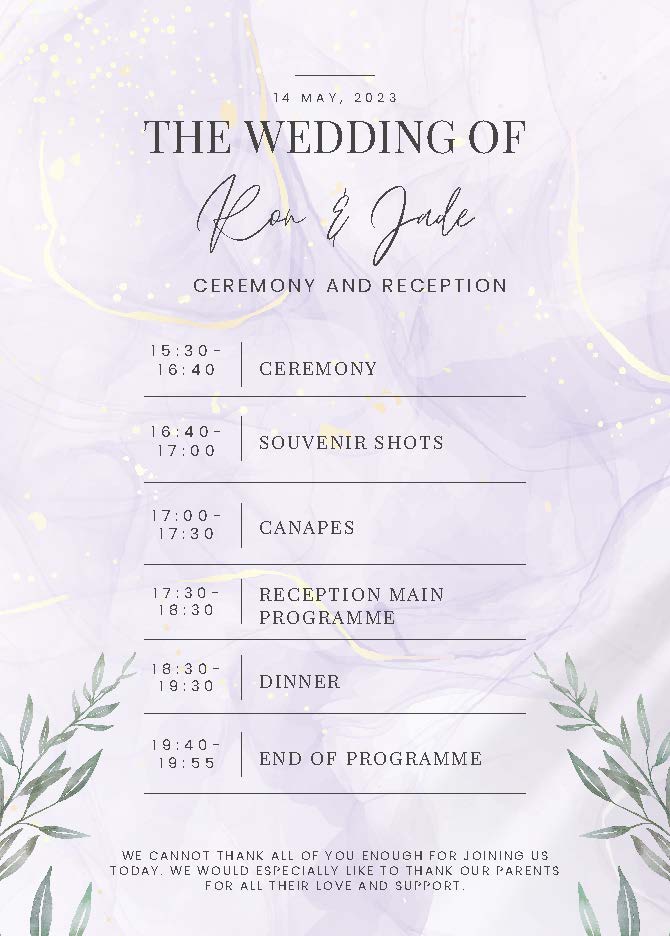 14 MAY, 2023
THE WEDDING OF
Ron & Jade
CEREMONY AND RECEPTION
15:30-
16:40
CEREMONY
16:40-
17:00
SOUVENIR SHOTS
17:00-
17:30
CANAPES
17:30-
18:30
RECEPTION MAIN
PROGRAMME
18:30-
19:30
DINNER
19:40-
19:55
END OF PROGRAMME
WE CANNOT THANK ALL OF YOU ENOUGH FOR JOINING US
TODAY. WE WOULD ESPECIALLY LIKE TO THANK OUR PARENTS
FOR ALL THEIR LOVE AND SUPPORT.